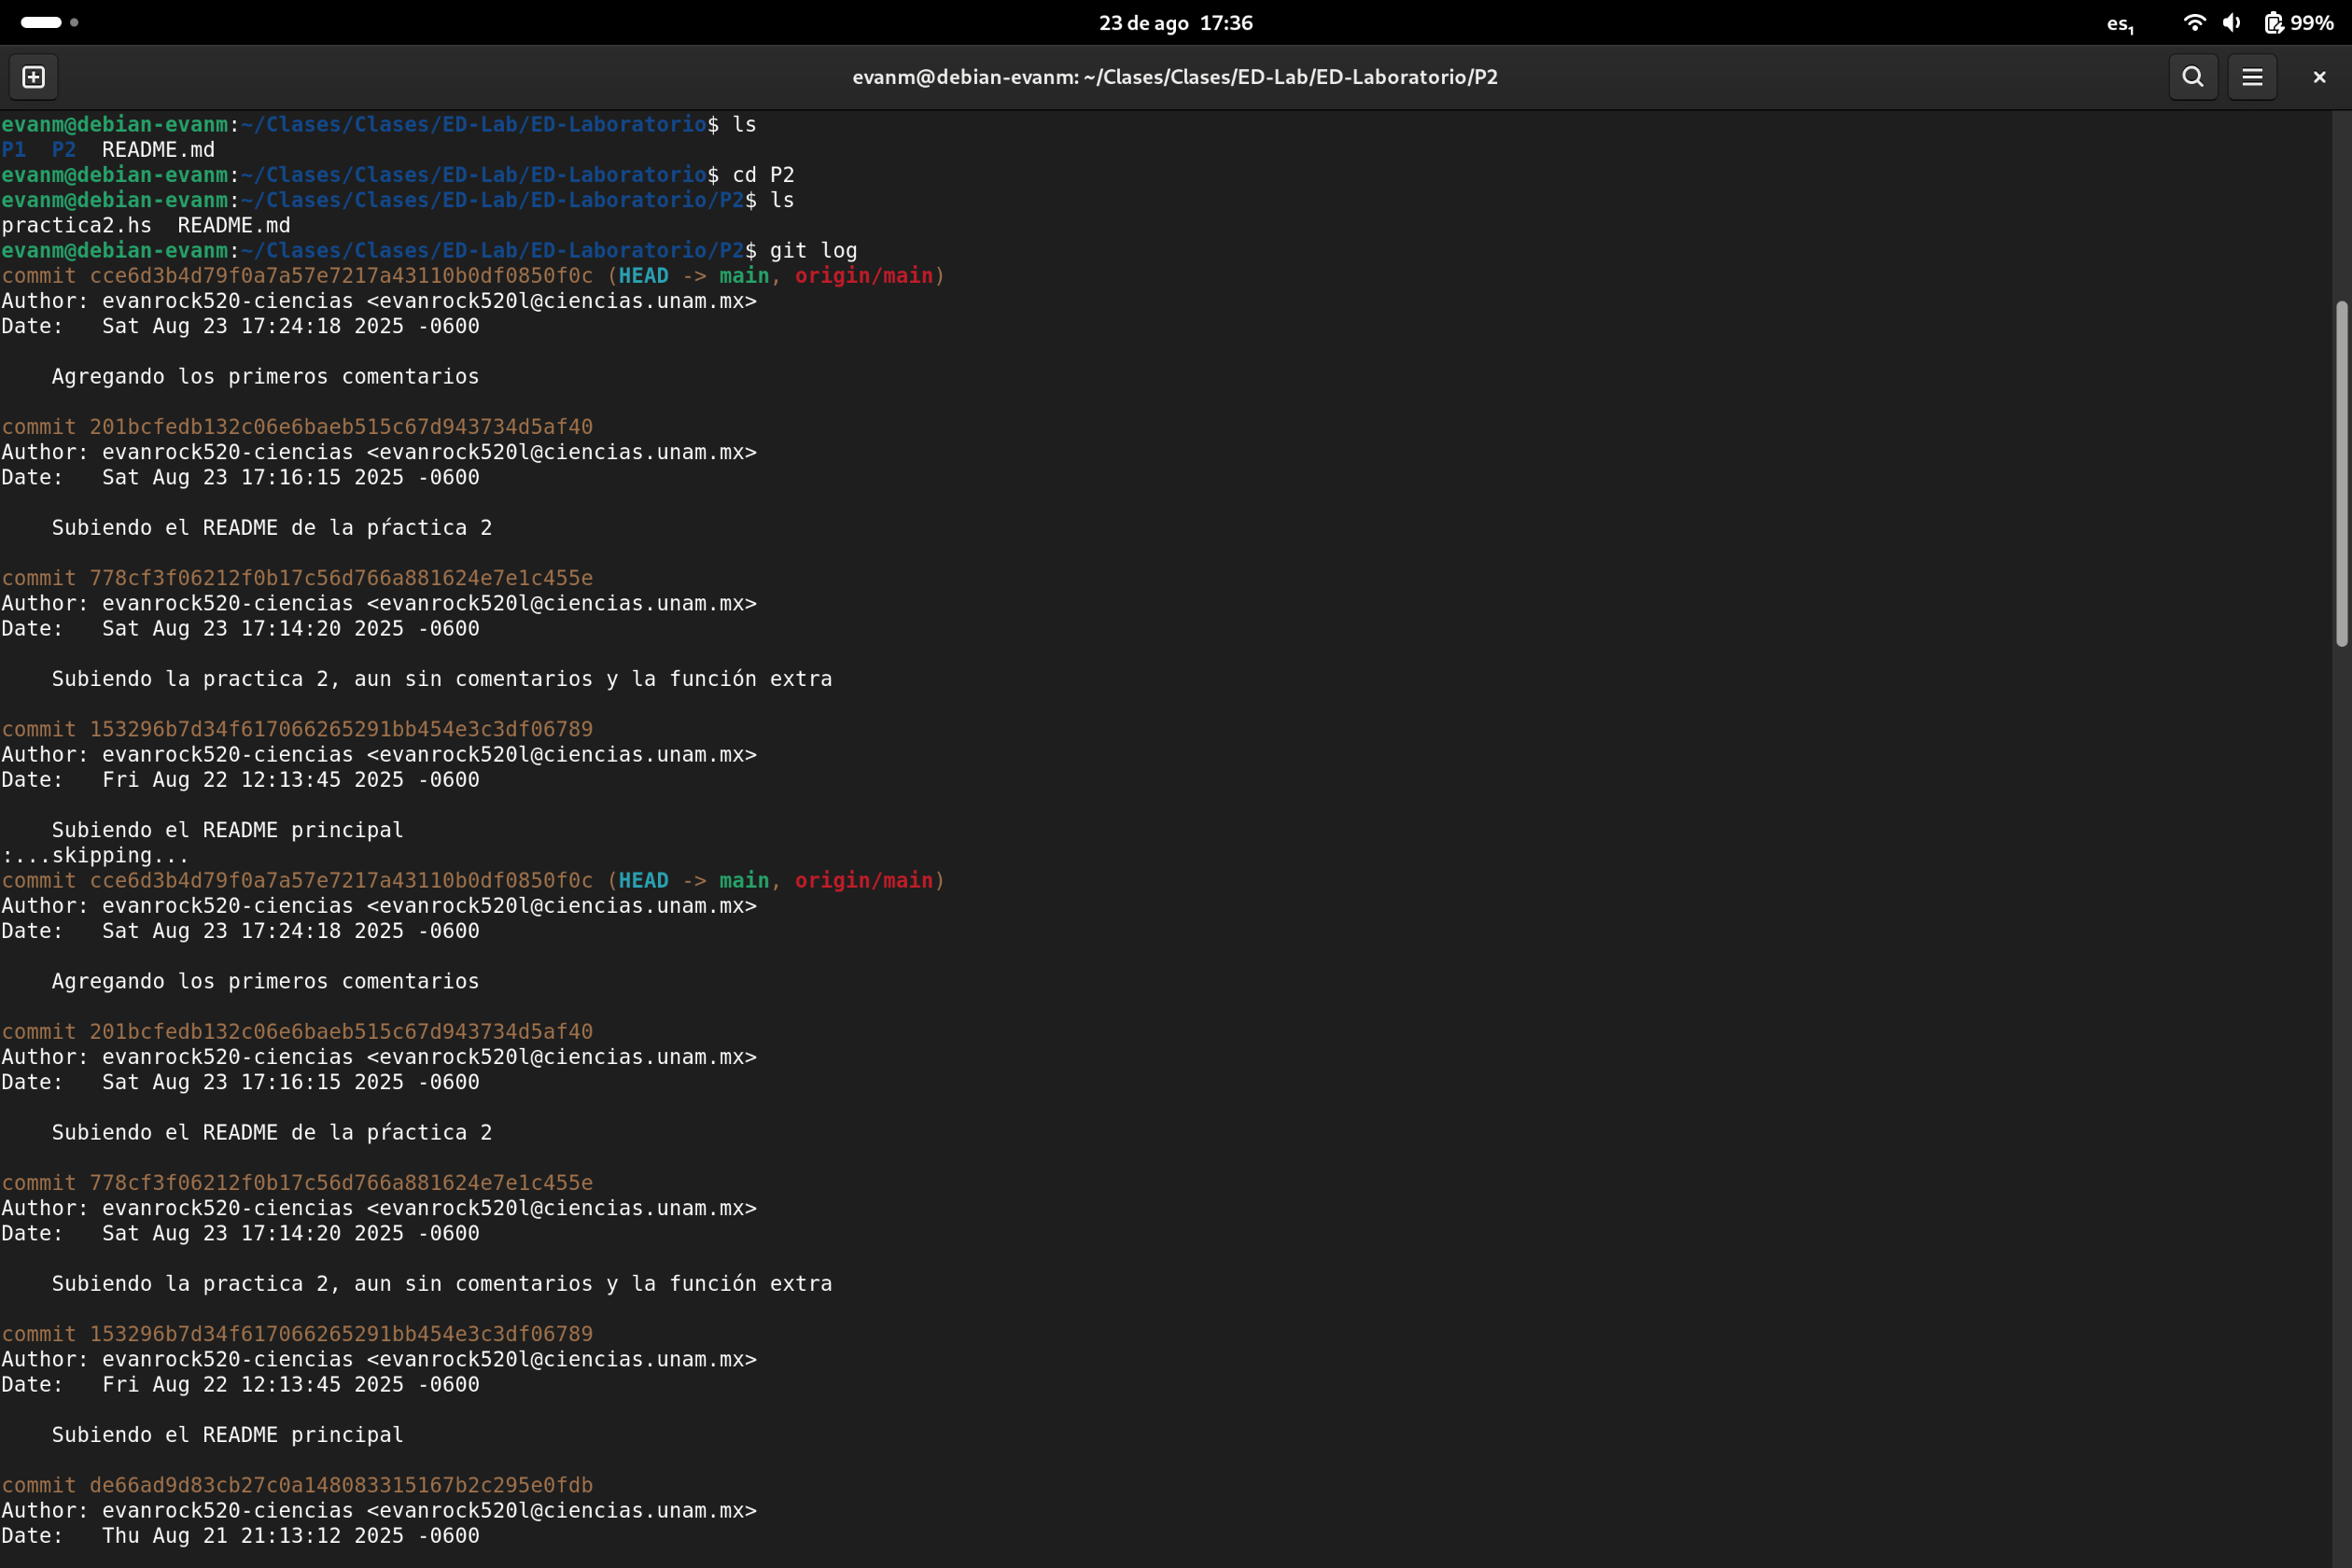 23 de ago 17:36
es₁
99%
evanm@debian-evanm: ~/Clases/Clases/ED-Lab/ED-Laboratorio/P2
evanm@debian-evanm:~/Clases/Clases/ED-Lab/ED-Laboratorio$ ls
P1  P2  README.md
evanm@debian-evanm:~/Clases/Clases/ED-Lab/ED-Laboratorio$ cd P2
evanm@debian-evanm:~/Clases/Clases/ED-Lab/ED-Laboratorio/P2$ ls
practica2.hs  README.md
evanm@debian-evanm:~/Clases/Clases/ED-Lab/ED-Laboratorio/P2$ git log
commit cce6d3b4d79f0a7a57e7217a43110b0df0850f0c (HEAD -> main, origin/main)
Author: evanrock520-ciencias <evanrock520l@ciencias.unam.mx>
Date:   Sat Aug 23 17:24:18 2025 -0600
Agregando los primeros comentarios
commit 201bcfedb132c06e6baeb515c67d943734d5af40
Author: evanrock520-ciencias <evanrock520l@ciencias.unam.mx>
Date:   Sat Aug 23 17:16:15 2025 -0600
Subiendo el README de la pŕactica 2
commit 778cf3f06212f0b17c56d766a881624e7e1c455e
Author: evanrock520-ciencias <evanrock520l@ciencias.unam.mx>
Date:   Sat Aug 23 17:14:20 2025 -0600
Subiendo la practica 2, aun sin comentarios y la función extra
commit 153296b7d34f617066265291bb454e3c3df06789
Author: evanrock520-ciencias <evanrock520l@ciencias.unam.mx>
Date:   Fri Aug 22 12:13:45 2025 -0600
Subiendo el README principal
:...skipping...
commit cce6d3b4d79f0a7a57e7217a43110b0df0850f0c (HEAD -> main, origin/main)
Author: evanrock520-ciencias <evanrock520l@ciencias.unam.mx>
Date:   Sat Aug 23 17:24:18 2025 -0600
Agregando los primeros comentarios
commit 201bcfedb132c06e6baeb515c67d943734d5af40
Author: evanrock520-ciencias <evanrock520l@ciencias.unam.mx>
Date:   Sat Aug 23 17:16:15 2025 -0600
Subiendo el README de la pŕactica 2
commit 778cf3f06212f0b17c56d766a881624e7e1c455e
Author: evanrock520-ciencias <evanrock520l@ciencias.unam.mx>
Date:   Sat Aug 23 17:14:20 2025 -0600
Subiendo la practica 2, aun sin comentarios y la función extra
commit 153296b7d34f617066265291bb454e3c3df06789
Author: evanrock520-ciencias <evanrock520l@ciencias.unam.mx>
Date:   Fri Aug 22 12:13:45 2025 -0600
Subiendo el README principal
commit de66ad9d83cb27c0a148083315167b2c295e0fdb
Author: evanrock520-ciencias <evanrock520l@ciencias.unam.mx>
Date:   Thu Aug 21 21:13:12 2025 -0600